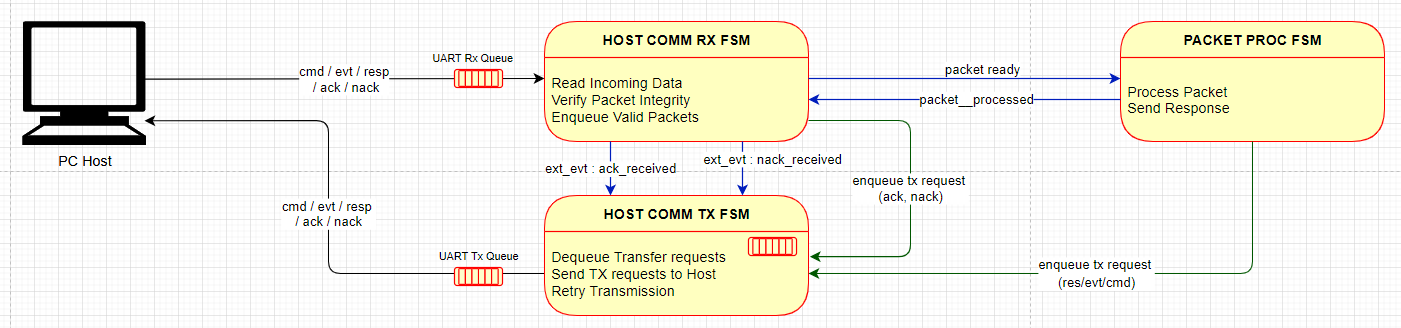 HOST COMM RX FSM
PACKET PROC FSM
UART Rx Queue
cmd / evt / resp
/ ack / nack
Read Incoming Data
Verify Packet Integrity
Enqueue Valid Packets
packet ready
packet__processed
Process Packet
Send Response
PC Host
ext_evt : ack_received
ext_evt : nack_received
enqueue tx request
(ack, nack)
cmd / evt / resp
/ ack / nack
HOST COMM TX FSM
UART Tx Queue
Dequeue Transfer requests
Send TX requests to Host
Retry Transmission
enqueue tx request
(res/evt/cmd)